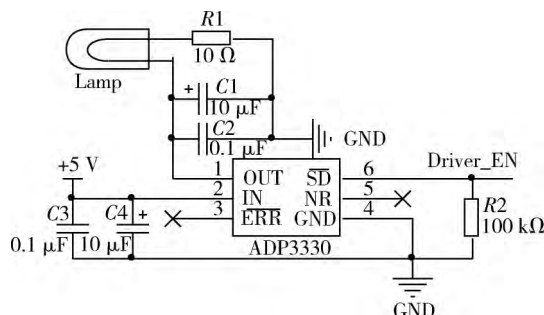 R1
10 Ω
Lamp
+ C1
10 μF
C2
0.1 μF
GND
+5 V
1 OUT SD 6 Driver_EN
2 IN NR 5
3 ERR GND 4
ADP3330
C3 C4 +
0.1 μF 10 μF
R2
100 kΩ
GND